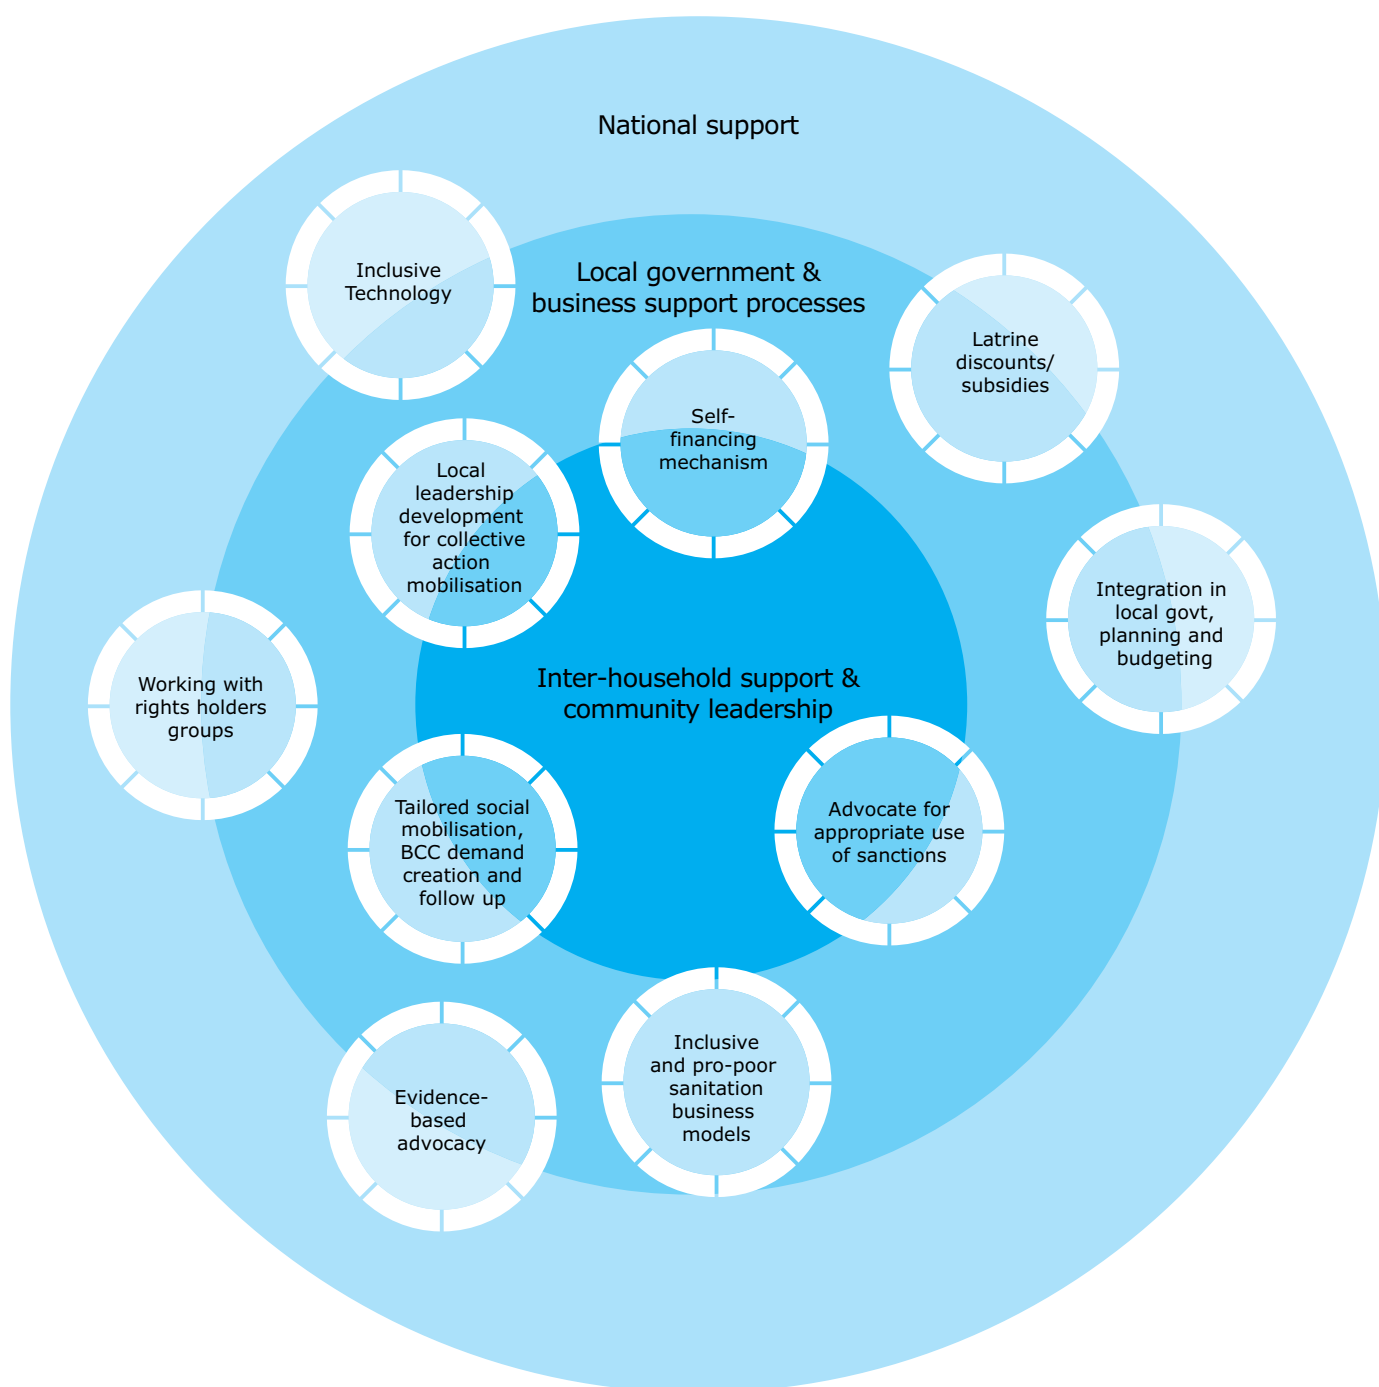 National support
Inclusive
Technology
Local government &
business support processes
Latrine
discounts/
subsidies
Self-
financing
mechanism
Local
leadership
development
for collective
action
mobilisation
Integration in
local govt,
planning and
budgeting
Inter-household support &
community leadership
Working with
rights holders
groups
Tailored social
mobilisation,
BCC demand
creation and
follow up
Advocate for
appropriate use
of sanctions
Evidence-
based
advocacy
Inclusive
and pro-poor
sanitation
business
models